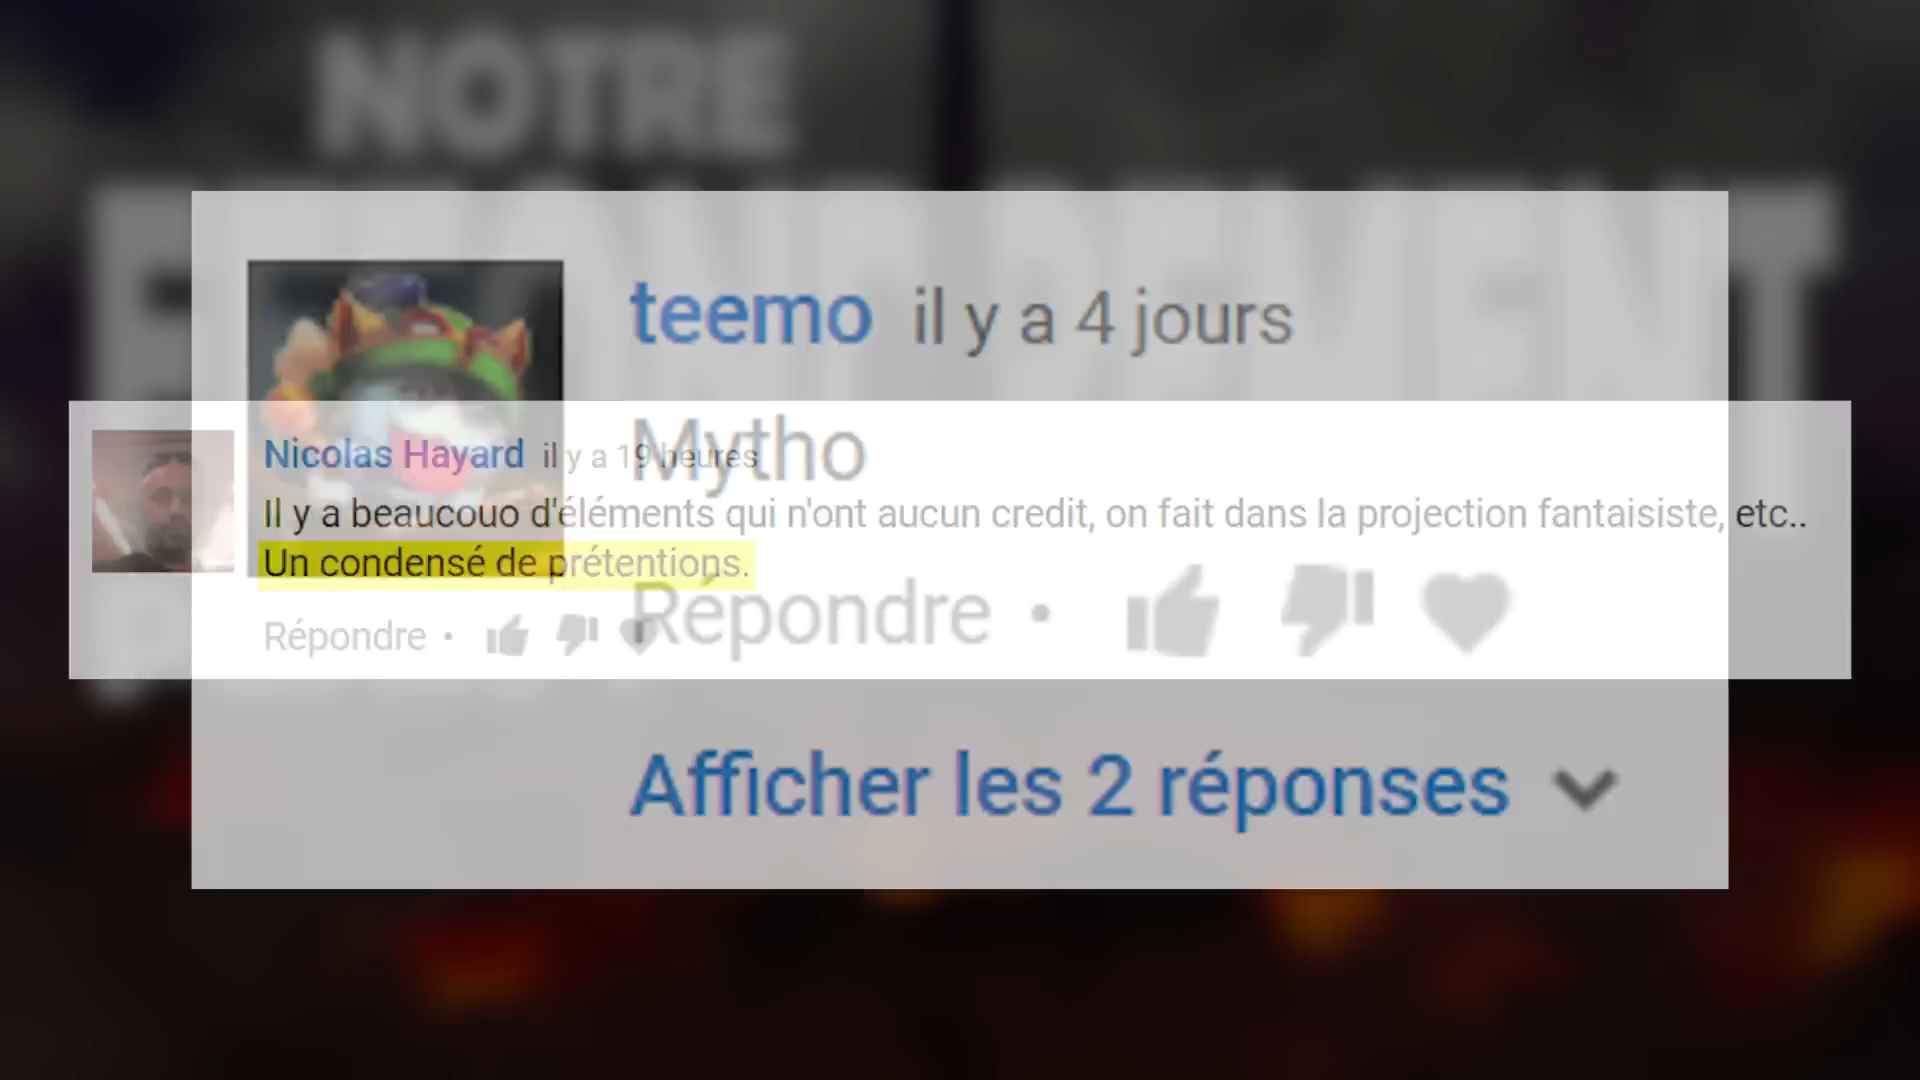 NOTRE
teemo il y a 4 jours
Mytho
Répondre
Afficher les 2 réponses
Nicolas Hayard il y a 19 heures
Il y a beaucouo d'éléments qui n'ont aucun credit, on fait dans la projection fantaisiste, etc..
Un condensé de prétentions.
Répondre